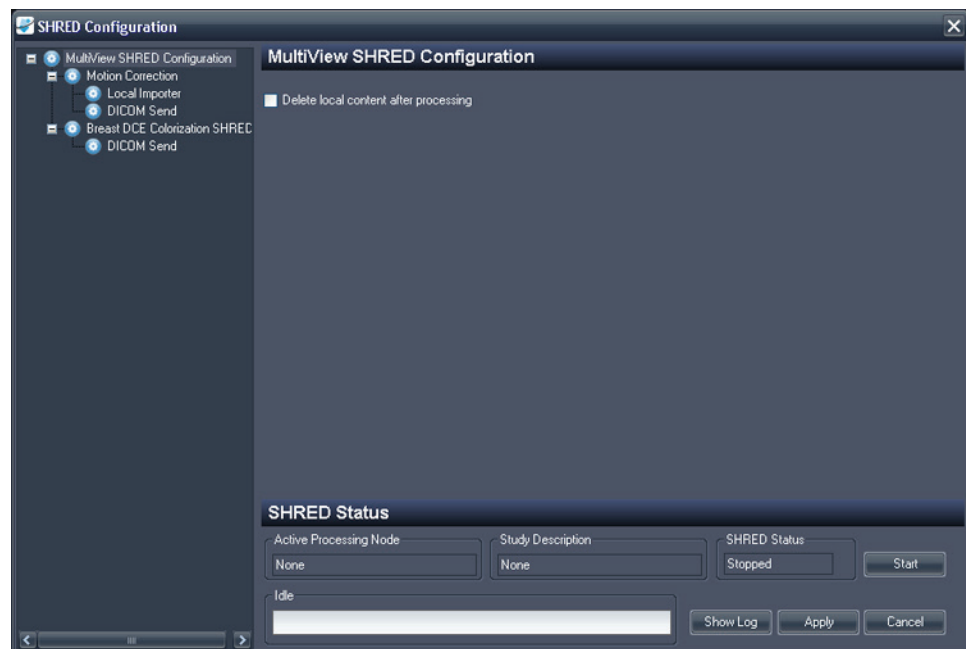 SHRED Configuration
MultiView SHRED Configuration
Motion Correction
Local Importer
DICOM Send
Breast DCE Colorization SHRED
DICOM Send
MultiView SHRED Configuration
Delete local content after processing
SHRED Status
Active Processing Node
None
Study Description
None
SHRED Status
Stopped
Start
Idle
Show Log
Apply
Cancel